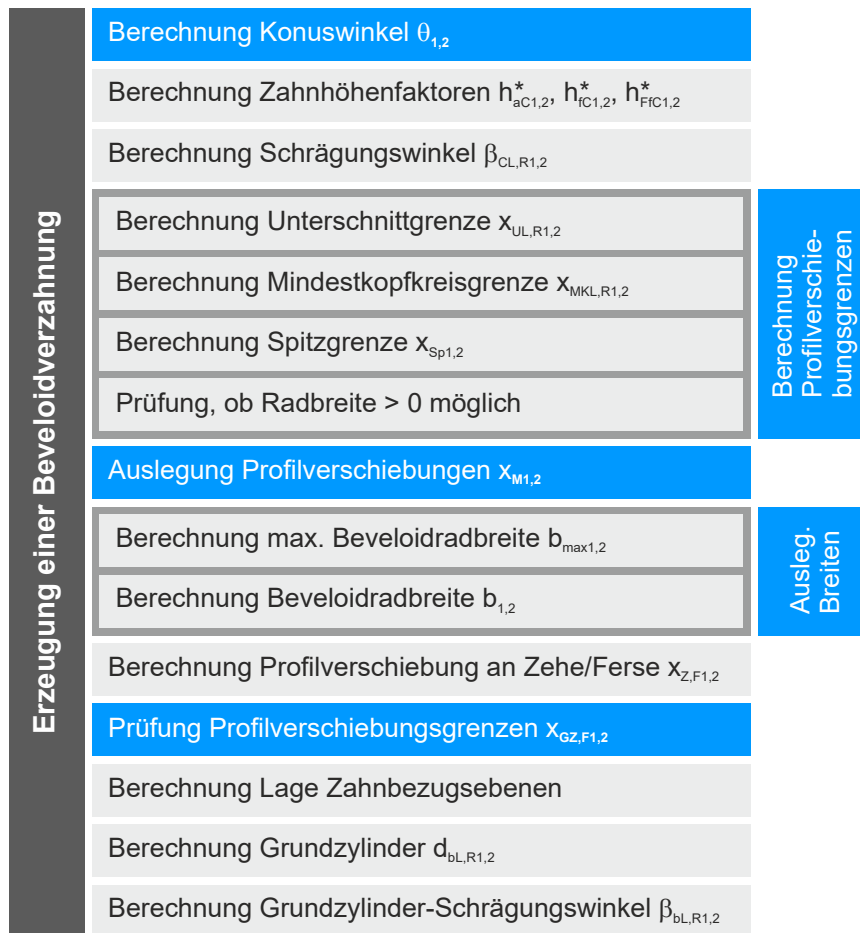 Erzeugung einer Beveloidverzahnung
Berechnung Konuswinkel θ1,2
Berechnung Zahnhöhenfaktoren h*aC1,2, h*fC1,2, h*FfC1,2
Berechnung Schrägungswinkel βCL,R1,2
Berechnung Unterschnittgrenze xUL,R1,2
Berechnung Mindestkopfkreisgrenze xMKL,R1,2
Berechnung Spitzgrenze xSp1,2
Prüfung, ob Radbreite > 0 möglich
Berechnung
Profilverschie-
bungsgrenzen
Auslegung Profilverschiebungen xM1,2
Berechnung max. Beveloidradbreite bmax1,2
Berechnung Beveloidradbreite b1,2
Ausleg.
Breiten
Berechnung Profilverschiebung an Zehe/Ferse xZ,F1,2
Prüfung Profilverschiebungsgrenzen xGZ,F1,2
Berechnung Lage Zahnbezugsebenen
Berechnung Grundzylinder dbL,R1,2
Berechnung Grundzylinder-Schrägungswinkel βbL,R1,2